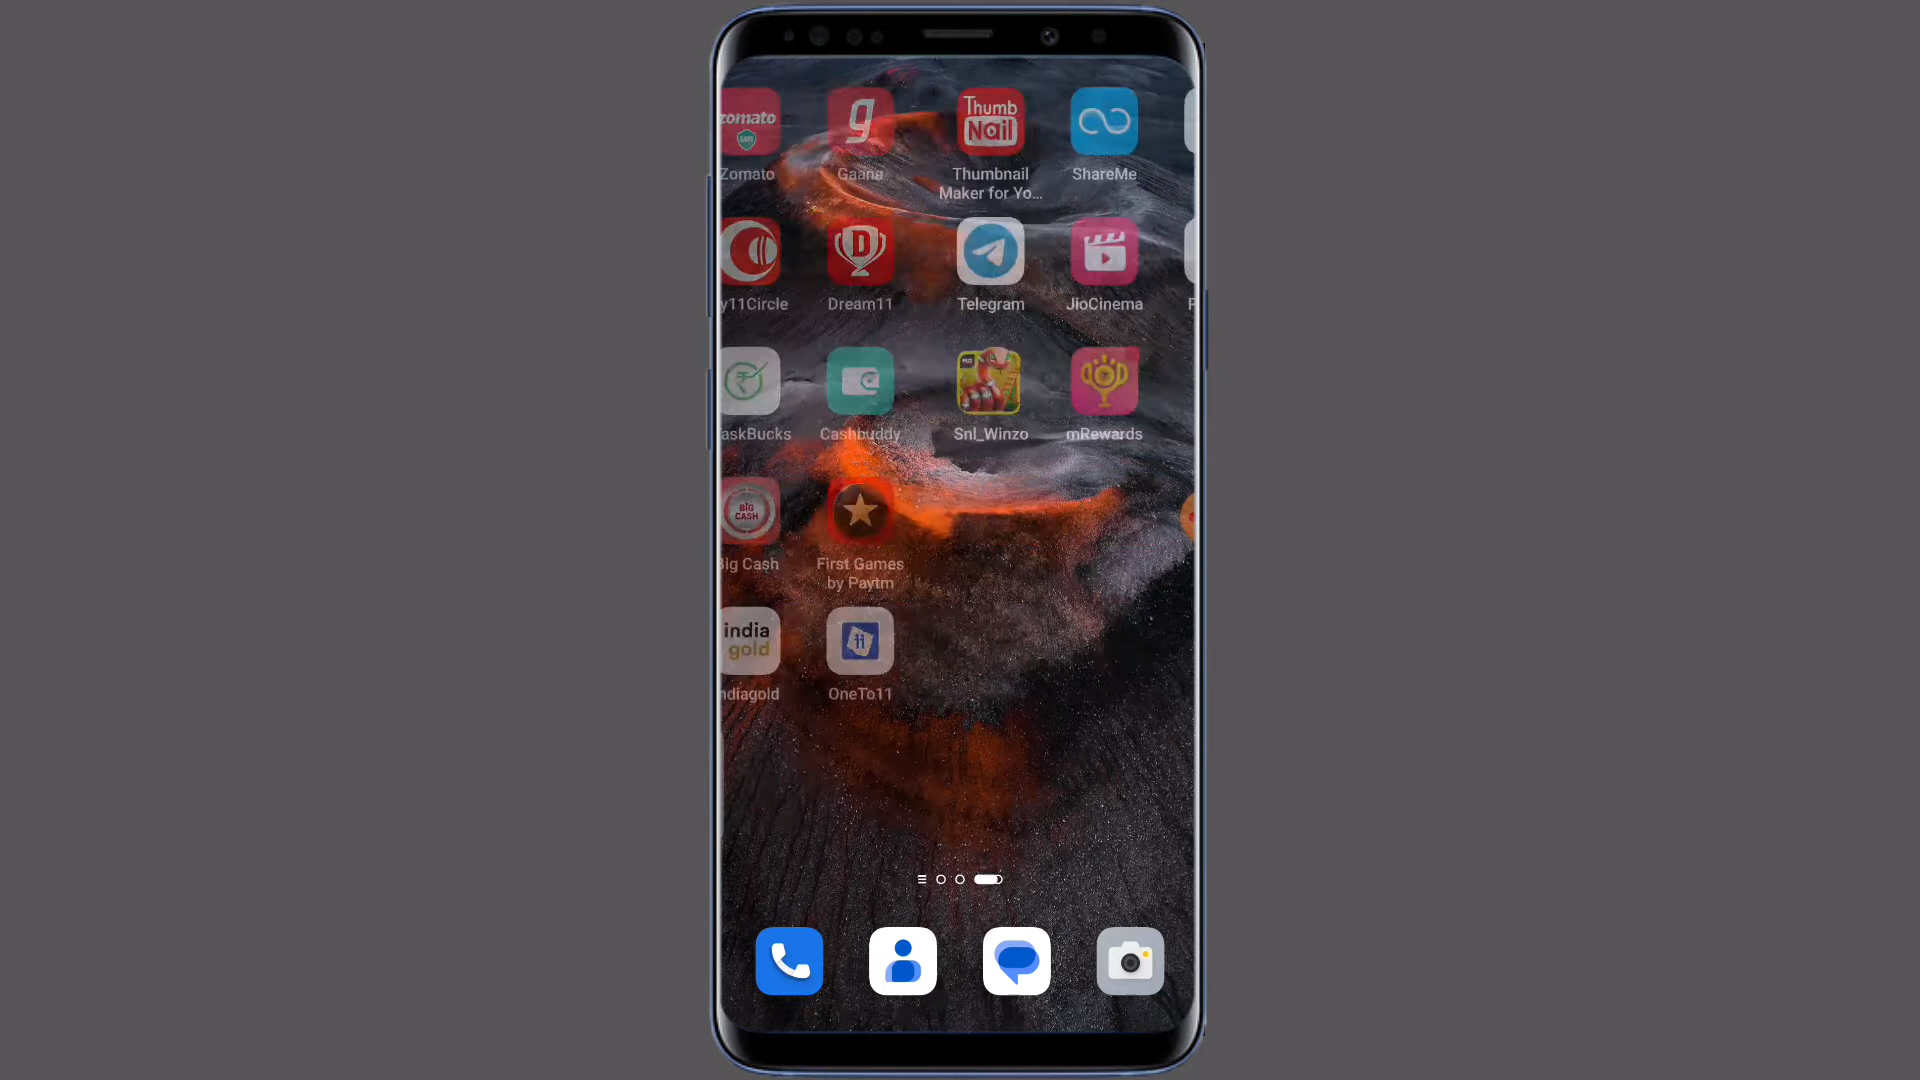 zomato
Zomato
g
Gaana
Thumb
Nail
Thumbnail
Maker for Yo...
ShareMe
y11Circle
D
Dream11
Telegram
JioCinema
P
₹
askBucks
Cashbuddy
Snl_Winzo
mRewards
BIG
CASH
Big Cash
First Games
by Paytm
india
gold
ndiagold
11
OneTo11